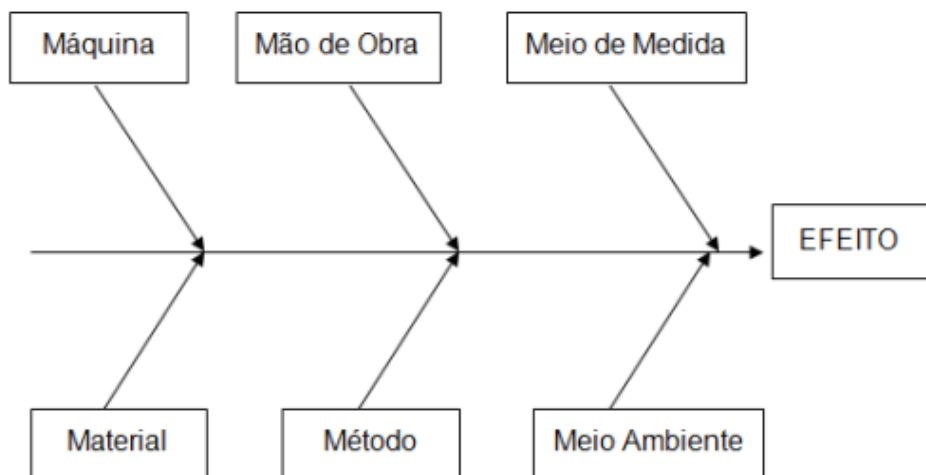 Máquina
Mão de Obra
Meio de Medida
EFEITO
Material
Método
Meio Ambiente